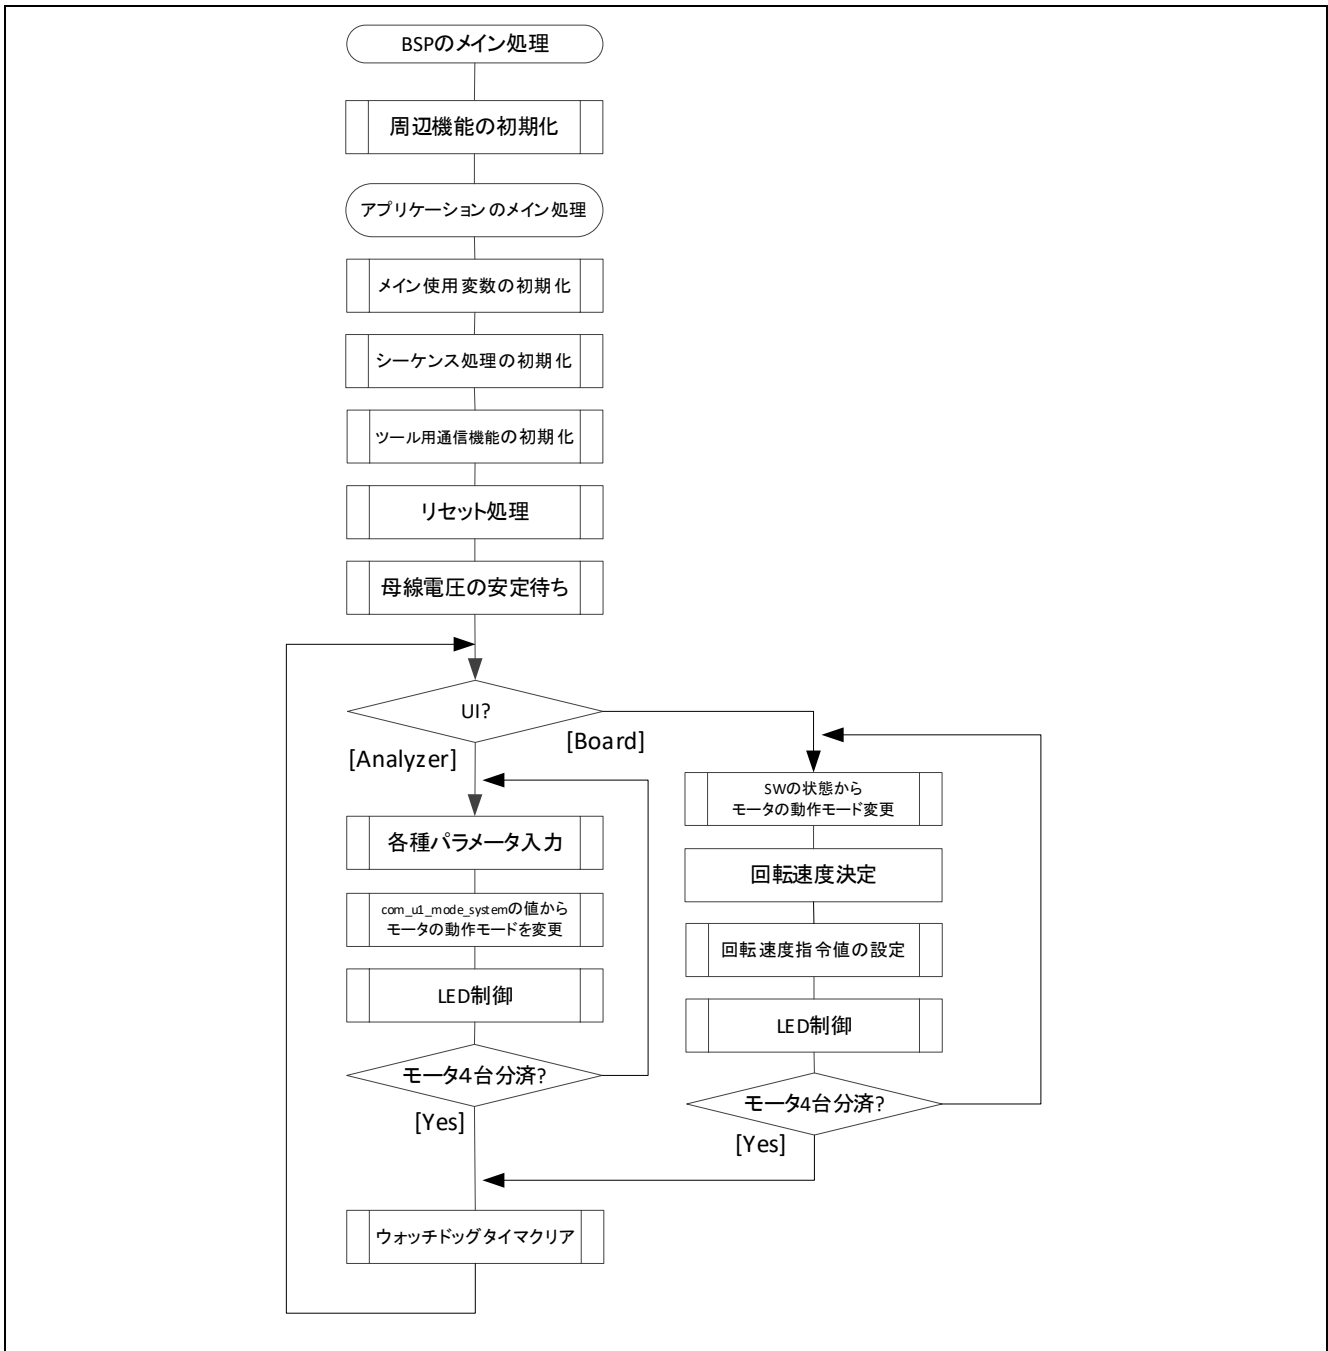 BSPのメイン処理
周辺機能の初期化
アプリケーションのメイン処理
メイン使用変数の初期化
シーケンス処理の初期化
ツール用通信機能の初期化
リセット処理
母線電圧の安定待ち
UI?
[Analyzer]
[Board]
各種パラメータ入力
com_u1_mode_systemの値から
モータの動作モードを変更
LED制御
モータ4台分済?
[Yes]
SWの状態から
モータの動作モード変更
回転速度決定
回転速度指令値の設定
LED制御
モータ4台分済?
[Yes]
ウォッチドッグタイマクリア